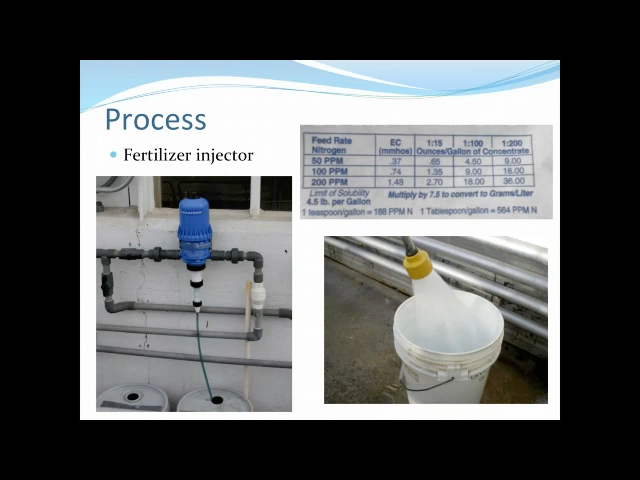 Process
Fertilizer injector
Feed Rate Nitrogen EC (mmhos) 1:15 1:100 1:200
Ounces/Gallon of Concentrate
50 PPM .37 .65 4.50 9.00
100 PPM .74 1.35 9.00 18.00
200 PPM 1.48 2.70 18.00 36.00
Limit of Solubility Multiply by 7.5 to convert to Grams/Liter
4.5 lb. per Gallon
1 teaspoon/gallon = 188 PPM N 1 Tablespoon/gallon = 564 PPM N